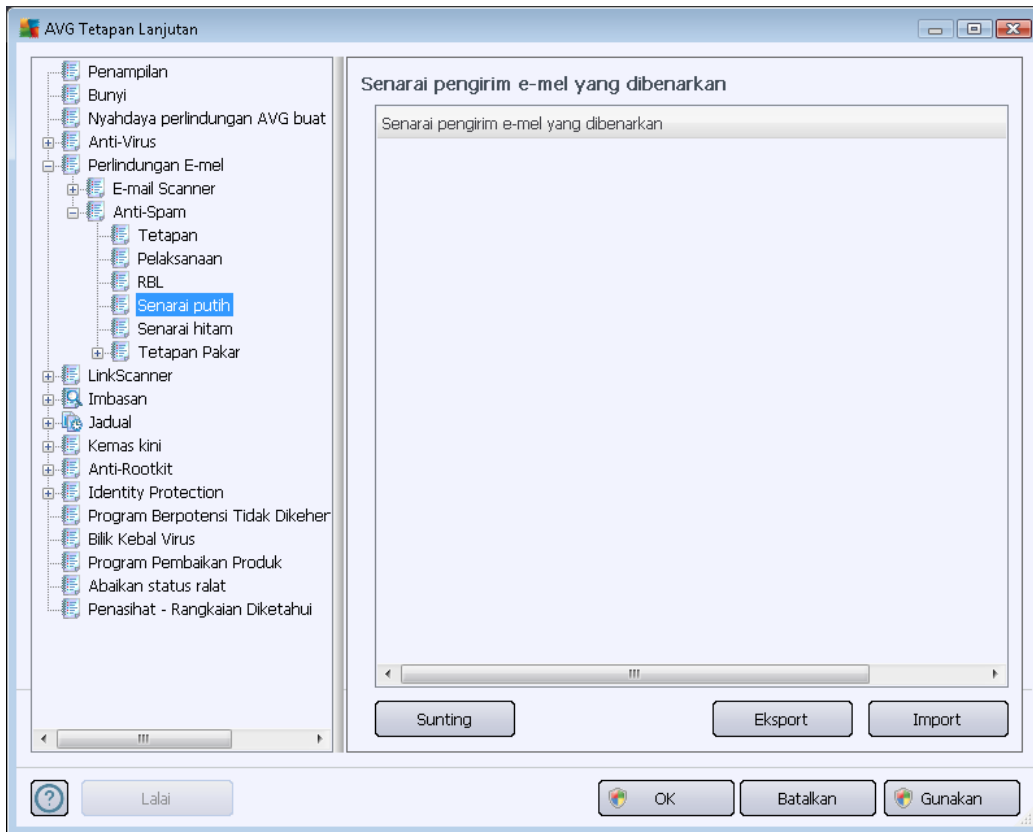 AVG Tetapan Lanjutan
Penampilan
Bunyi
Nyahdaya perlindungan AVG buat
Anti-Virus
Perlindungan E-mel
E-mail Scanner
Anti-Spam
Tetapan
Pelaksanaan
RBL
Senarai putih
Senarai hitam
Tetapan Pakar
LinkScanner
Imbasan
Jadual
Kemas kini
Anti-Rootkit
Identity Protection
Program Berpotensi Tidak Dikeher
Bilik Kebal Virus
Program Pembaikan Produk
Abaikan status ralat
Penasihat - Rangkaian Diketahui
Senarai pengirim e-mel yang dibenarkan
Senarai pengirim e-mel yang dibenarkan
Sunting
Eksport
Import
Lalai
OK
Batalkan
Gunakan